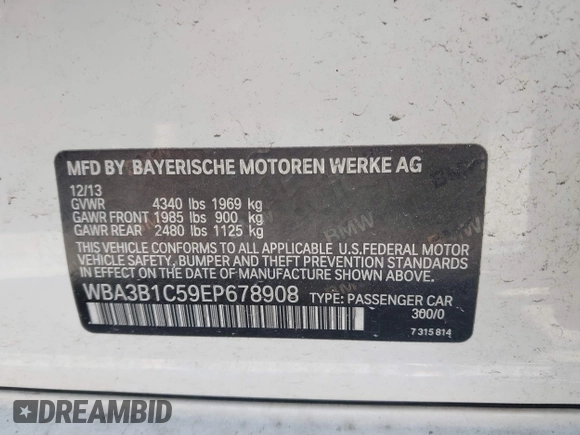 MFD BY BAYERISCHE MOTOREN WERKE AG
12/13
GVWR 4340 lbs 1969 kg
GAWR FRONT 1985 lbs 900 kg
GAWR REAR 2480 lbs 1125 kg
THIS VEHICLE CONFORMS TO ALL APPLICABLE U.S.FEDERAL MOTOR
VEHICLE SAFETY, BUMPER AND THEFT PREVENTION STANDARDS
IN EFFECT ON THE DATE OF MANUFACTURE SHOWN ABOVE.
WBA3B1C59EP678908 TYPE: PASSENGER CAR
300/0
7 315 814
BMW
DREAMBID